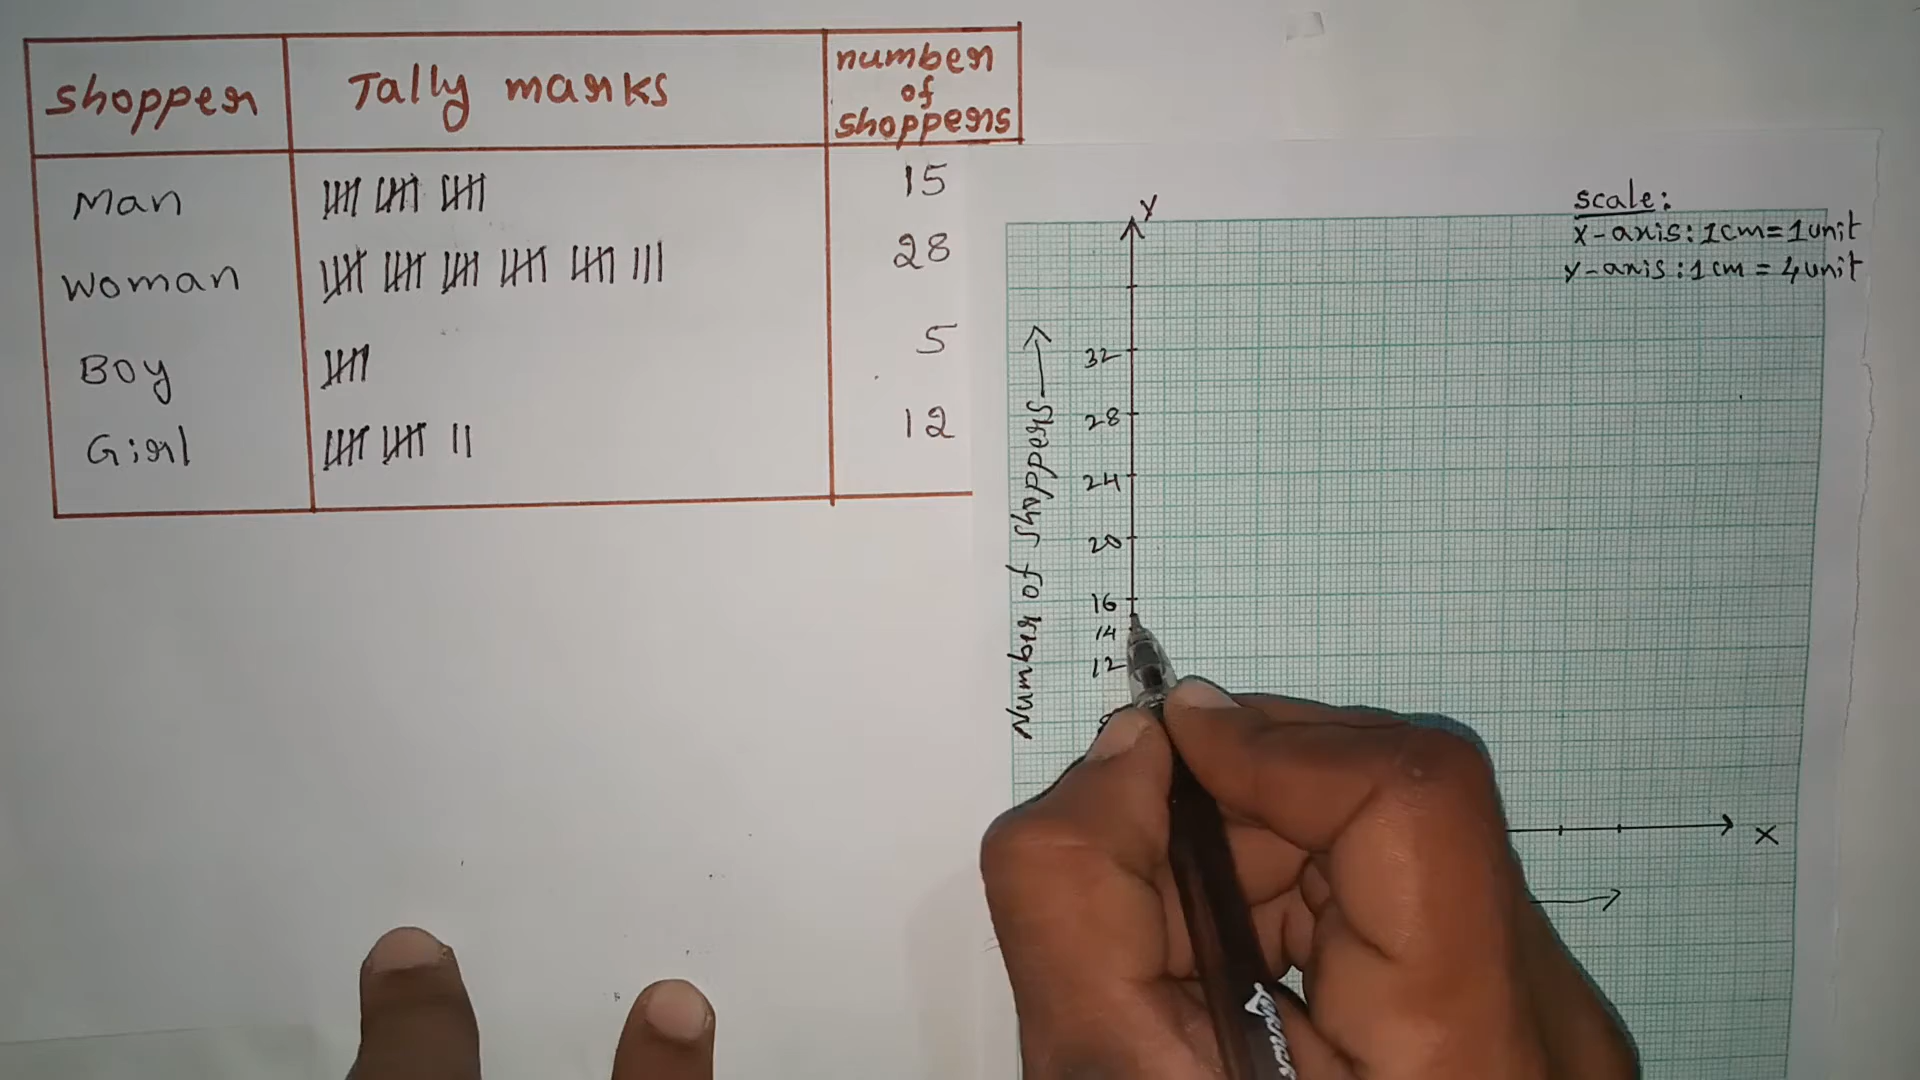 Shopper
Tally marks
number
of
shoppers
Man
15
Woman
28
Boy
5
Girl
12
Y
scale:
x-axis: 1cm=1unit
y-axis: 1cm = 4unit
32
28
24
20
16
14
12
Number of shoppers
X